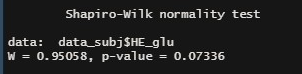 Shapiro-Wilk normality test
data: data_subj$HE_glu
W = 0.95058, p-value = 0.07336